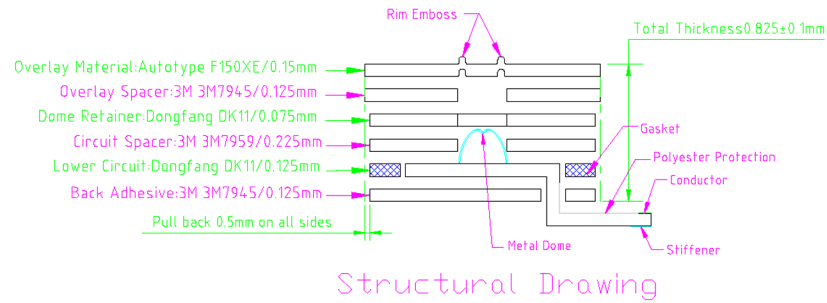 Rim Emboss
Total Thickness0.825±0.1mm
Overlay Material:Autotype F150XE/0.15mm
Overlay Spacer:3M 3M7945/0.125mm
Dome Retainer:Dongfang DK11/0.075mm
Circuit Spacer:3M 3M7959/0.225mm
Lower Circuit:Dongfang DK11/0.125mm
Back Adhesive:3M 3M7945/0.125mm
Gasket
Polyester Protection
Conductor
Pull back 0.5mm on all sides
Metal Dome
Stiffener
Structural Drawing